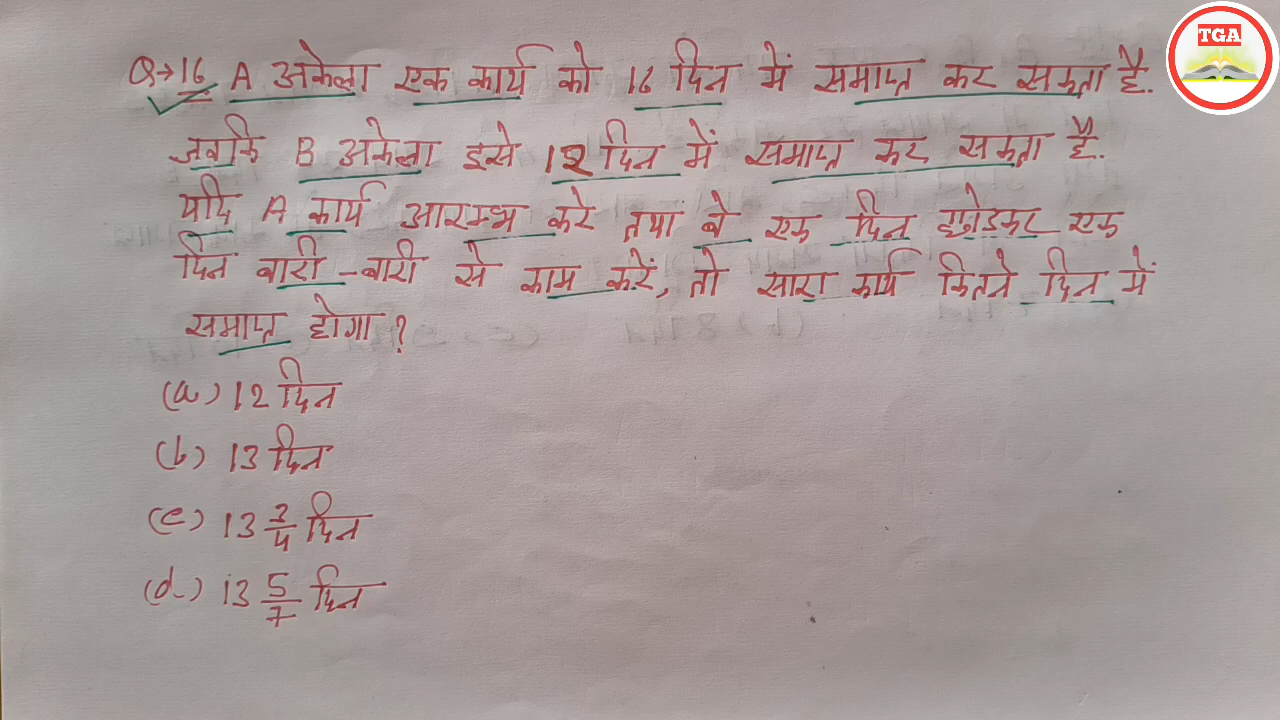 TGA
Q→16 A अकेला एक कार्य को 16 दिन में समाप्त कर सकता है.
जबकि B अकेला इसे 12 दिन में समाप्त कर सकता है.
यदि A कार्य आरम्भ करे तथा वे एक दिन छोडकर एक
दिन बारी-बारी से काम करें, तो सारा कार्य कितने दिन में
समाप्त होगा?
(a) 12 दिन
(b) 13 दिन
(c) 13 3/4 दिन
(d) 13 5/7 दिन